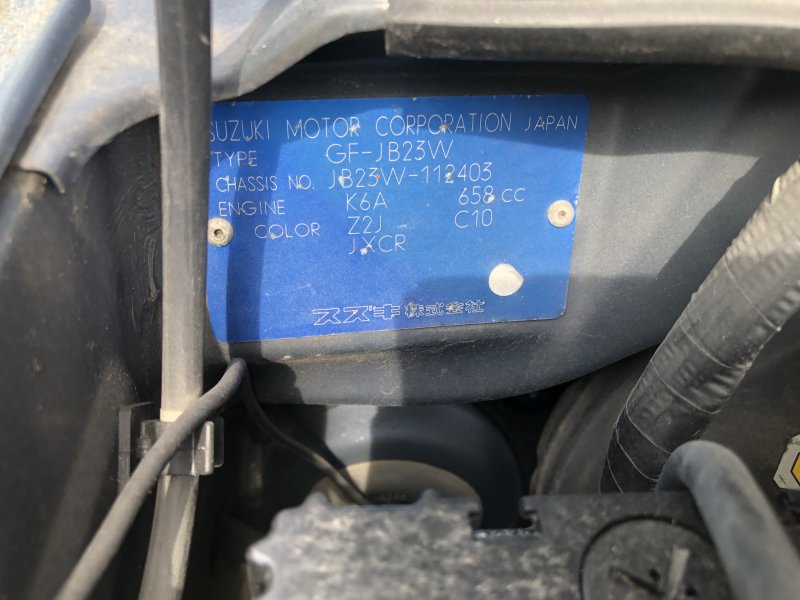 SUZUKI MOTOR CORPORATION JAPAN
TYPE GF-JB23W
CHASSIS NO. JB23W-112403
ENGINE K6A 658 CC
COLOR Z2J C10
JXCR
スズキ株式会社